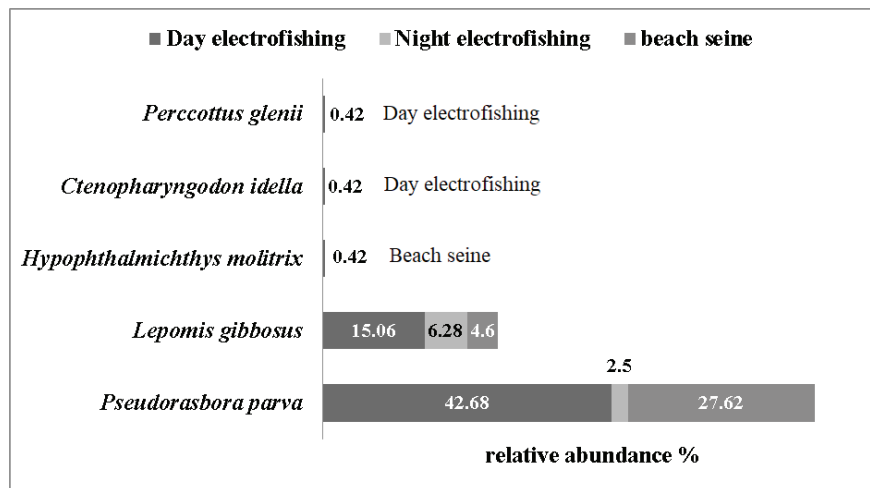 Day electrofishing Night electrofishing beach seine
Perccottus glenii 0.42 Day electrofishing
Ctenopharyngodon idella 0.42 Day electrofishing
Hypophthalmichthys molitrix 0.42 Beach seine
Lepomis gibbosus 15.06 6.28 4.6
2.5
Pseudorasbora parva 42.68 27.62
relative abundance %